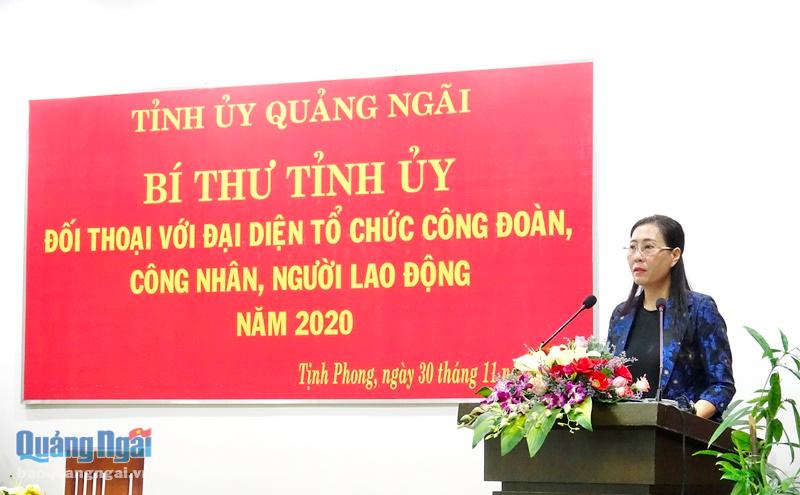 TỈNH ỦY QUẢNG NGÃI
BÍ THƯ TỈNH ỦY
ĐỐI THOẠI VỚI ĐẠI DIỆN TỔ CHỨC CÔNG ĐOÀN,
CÔNG NHÂN, NGƯỜI LAO ĐỘNG
NĂM 2020
Tịnh Phong, ngày 30 tháng 11
Quảng Ngãi
baoquangngai.vn